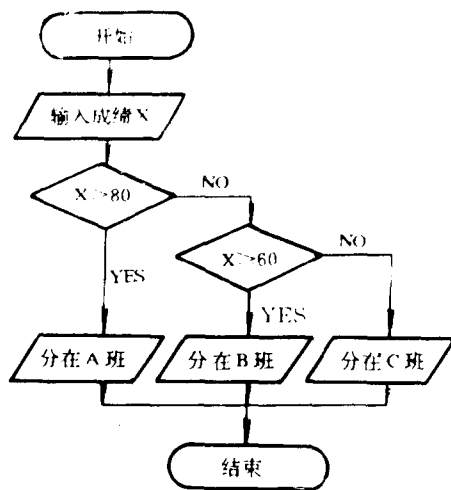 开始
输入成绩X
X>80
NO
YES
X>60
NO
YES
分在A班
分在B班
分在C班
结束